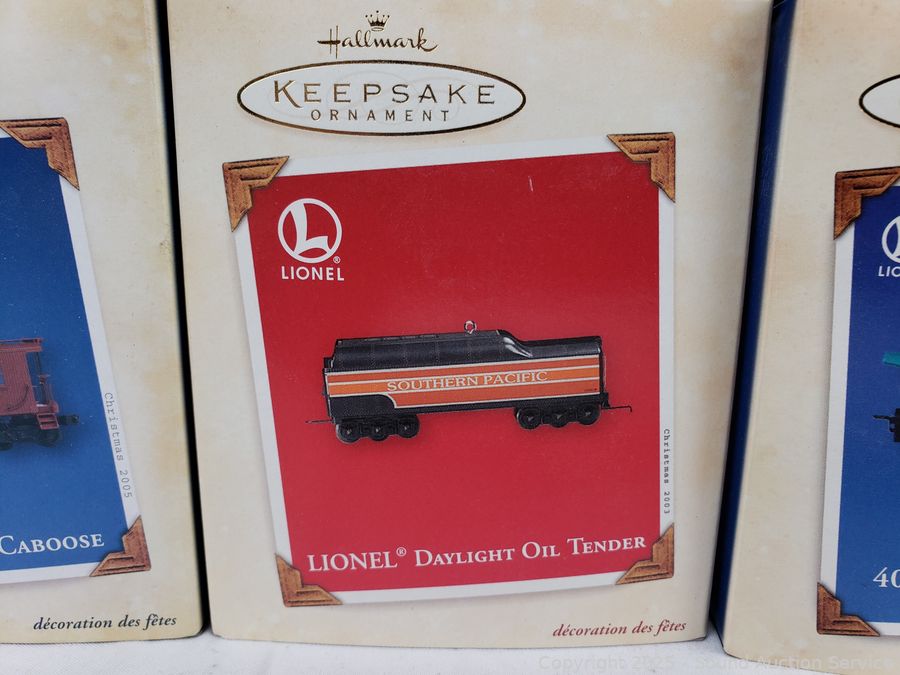 Hallmark
KEEPSAKE
ORNAMENT
LIONEL®
SOUTHERN PACIFIC
Christmas 2003
LIONEL® DAYLIGHT OIL TENDER
décoration des fêtes
Christmas 2005
CABOOSE
décoration des fêtes
LIO
40
Copyright 2025 - Sound Auction Service